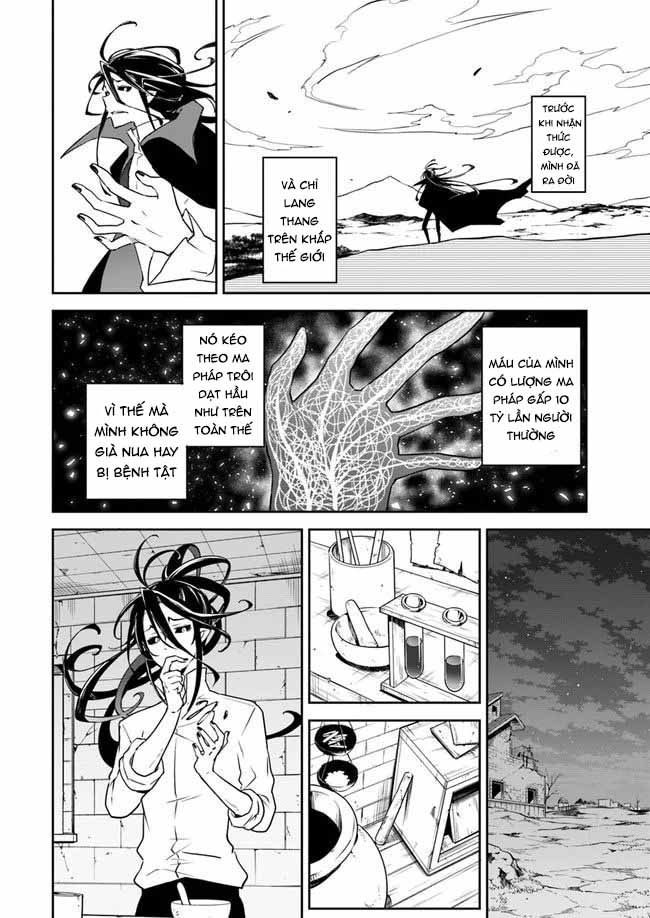 TRƯỚC
KHI NHẬN
THỨC
ĐƯỢC,
MÌNH ĐÃ
RA ĐỜI
VÀ CHỈ
LANG
THANG
TRÊN KHẮP
THẾ GIỚI
MÁU CỦA MÌNH
CÓ LƯỢNG MA
PHÁP GẤP 10
TỶ LẦN NGƯỜI
THƯỜNG
NÓ KÉO
THEO MA
PHÁP TRÔI
DẠT HẦU
NHƯ TRÊN
TOÀN THẾ
VÌ THẾ MÀ
MÌNH KHÔNG
GIÀ NUA HAY
BỊ BỆNH TẬT